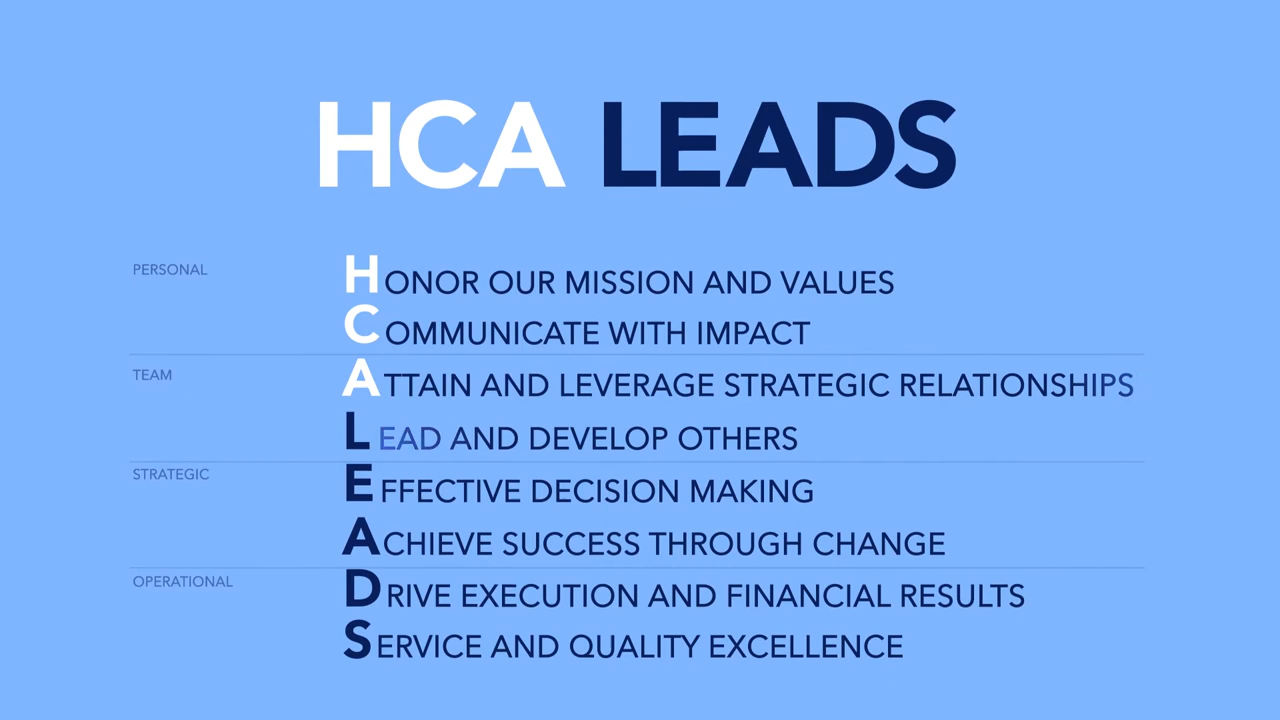 HCA LEADS
PERSONAL
HONOR OUR MISSION AND VALUES
COMMUNICATE WITH IMPACT
TEAM
ATTAIN AND LEVERAGE STRATEGIC RELATIONSHIPS
LEAD AND DEVELOP OTHERS
STRATEGIC
EFFECTIVE DECISION MAKING
ACHIEVE SUCCESS THROUGH CHANGE
OPERATIONAL
DRIVE EXECUTION AND FINANCIAL RESULTS
SERVICE AND QUALITY EXCELLENCE